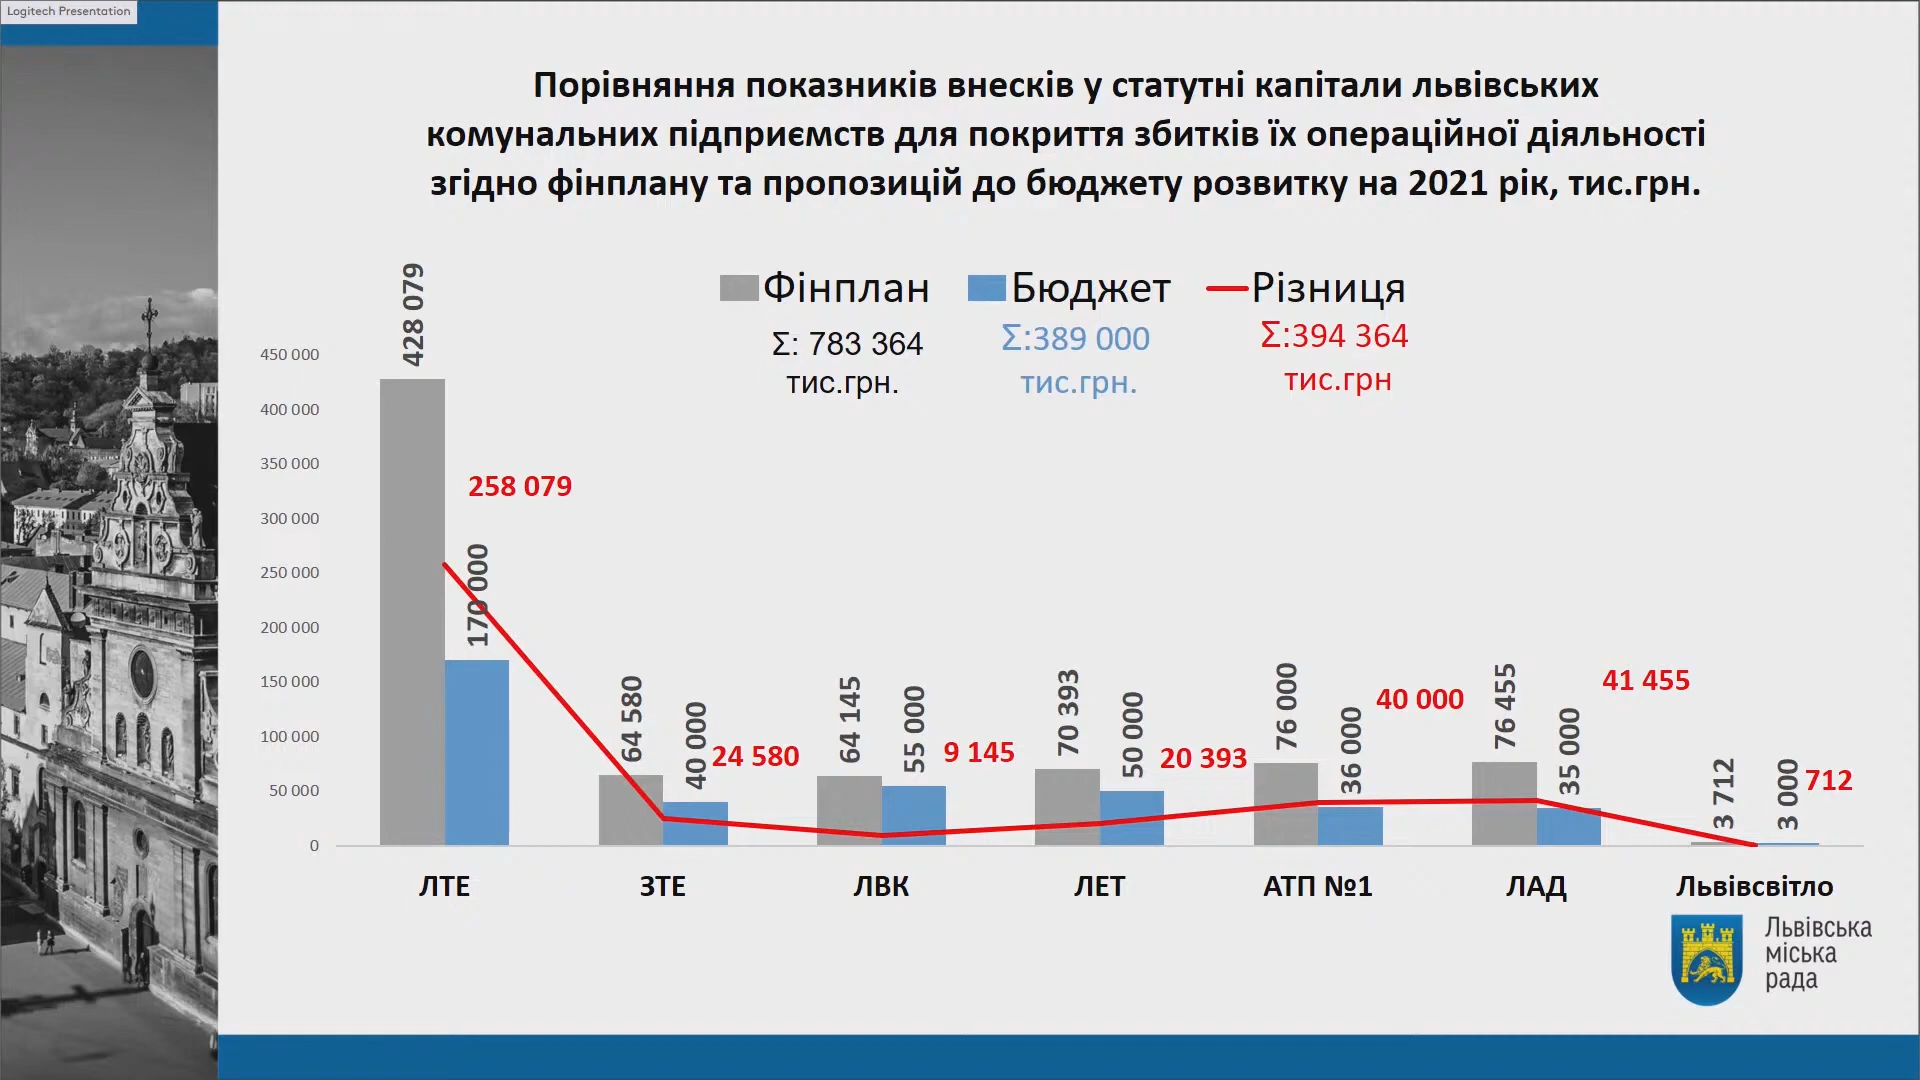 Logitech Presentation
Порівняння показників внесків у статутні капітали львівських
комунальних підприємств для покриття збитків їх операційної діяльності
згідно фінплану та пропозицій до бюджету розвитку на 2021 рік, тис.грн.
Фінплан
Бюджет
Різниця
Σ: 783 364
тис.грн.
Σ:389 000
тис.грн.
Σ:394 364
тис.грн
450 000
400 000
350 000
300 000
250 000
200 000
150 000
100 000
50 000
0
428 079
170 000
258 079
64 580
40 000
24 580
64 145
55 000
9 145
70 393
50 000
20 393
76 000
36 000
40 000
76 455
35 000
41 455
3 712
3 000
712
ЛТЕ
ЗТЕ
ЛВК
ЛЕТ
АТП №1
ЛАД
Львівсвітло
Львівська
міська
рада